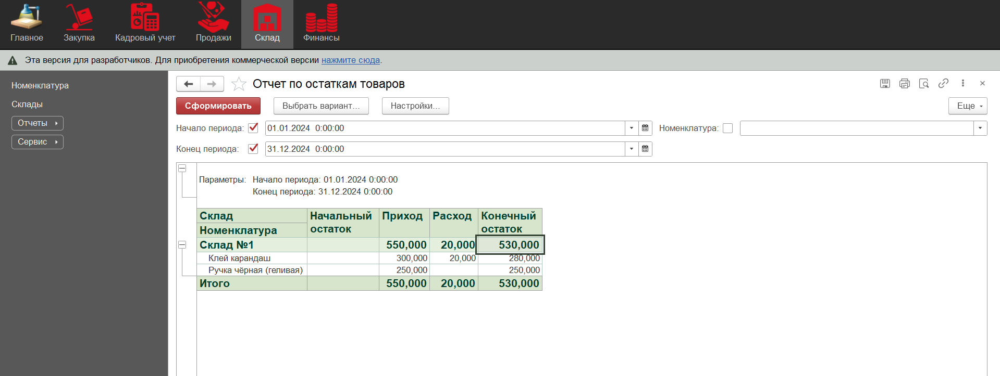 Главное
Закупка
Кадровый учет
Продажи
Склад
Финансы
Эта версия для разработчиков. Для приобретения коммерческой версии нажмите сюда.
Номенклатура
Склады
Отчеты
Сервис
Отчет по остаткам товаров
Сформировать
Выбрать вариант...
Настройки...
Еще
Начало периода: 01.01.2024 0:00:00
Номенклатура:
Конец периода: 31.12.2024 0:00:00
Параметры: Начало периода: 01.01.2024 0:00:00
Конец периода: 31.12.2024 0:00:00
Склад
Номенклатура
Начальный
остаток
Приход
Расход
Конечный
остаток
Склад №1 550,000 20,000 530,000
Клей карандаш 300,000 20,000 280,000
Ручка чёрная (геливая) 250,000 250,000
Итого 550,000 20,000 530,000